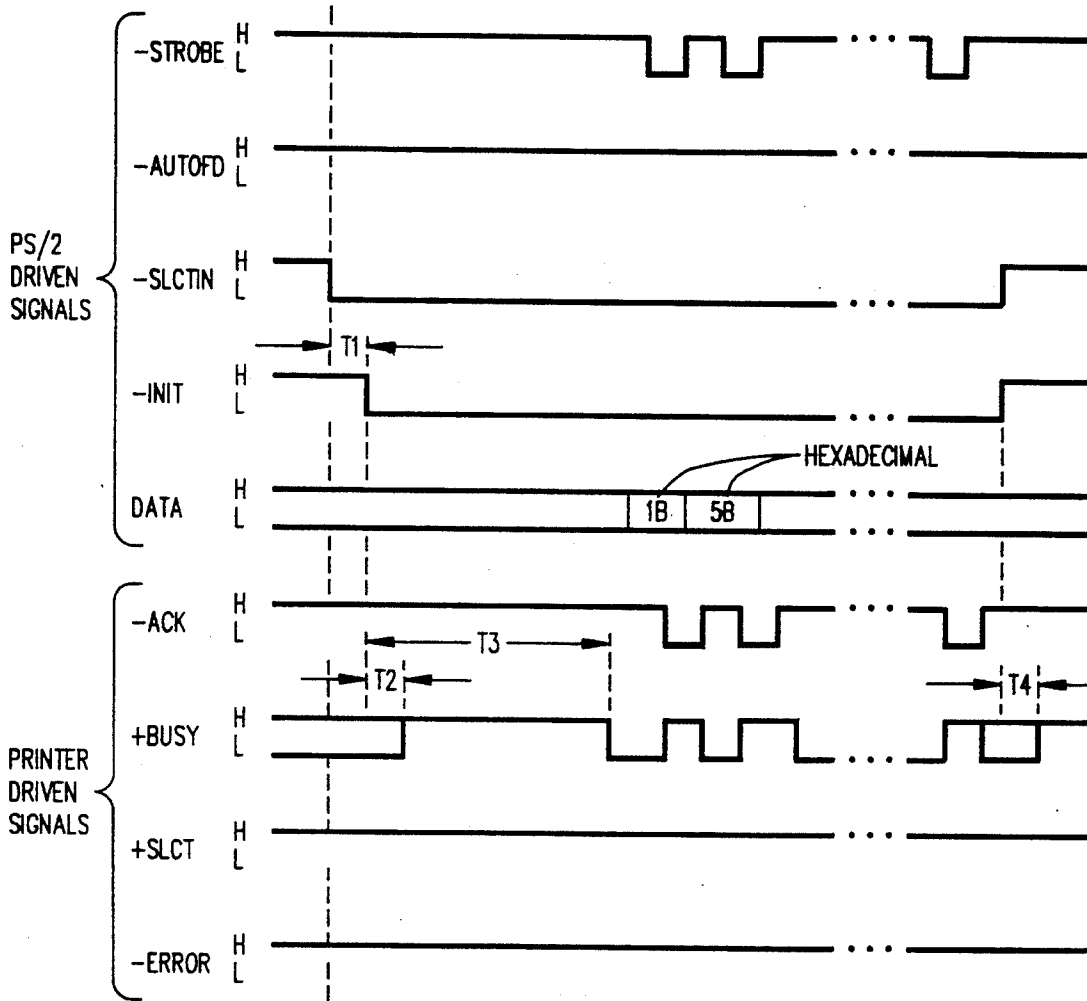 H
-STROBE L
H
-AUTOFD L
PS/2
DRIVEN
SIGNALS
H
-SLCTIN L
T1
H
-INIT L
HEXADECIMAL
H
DATA L
1B 5B
H
-ACK L
T3
T2
T4
H
+BUSY L
PRINTER
DRIVEN
SIGNALS
H
+SLCT L
H
-ERROR L